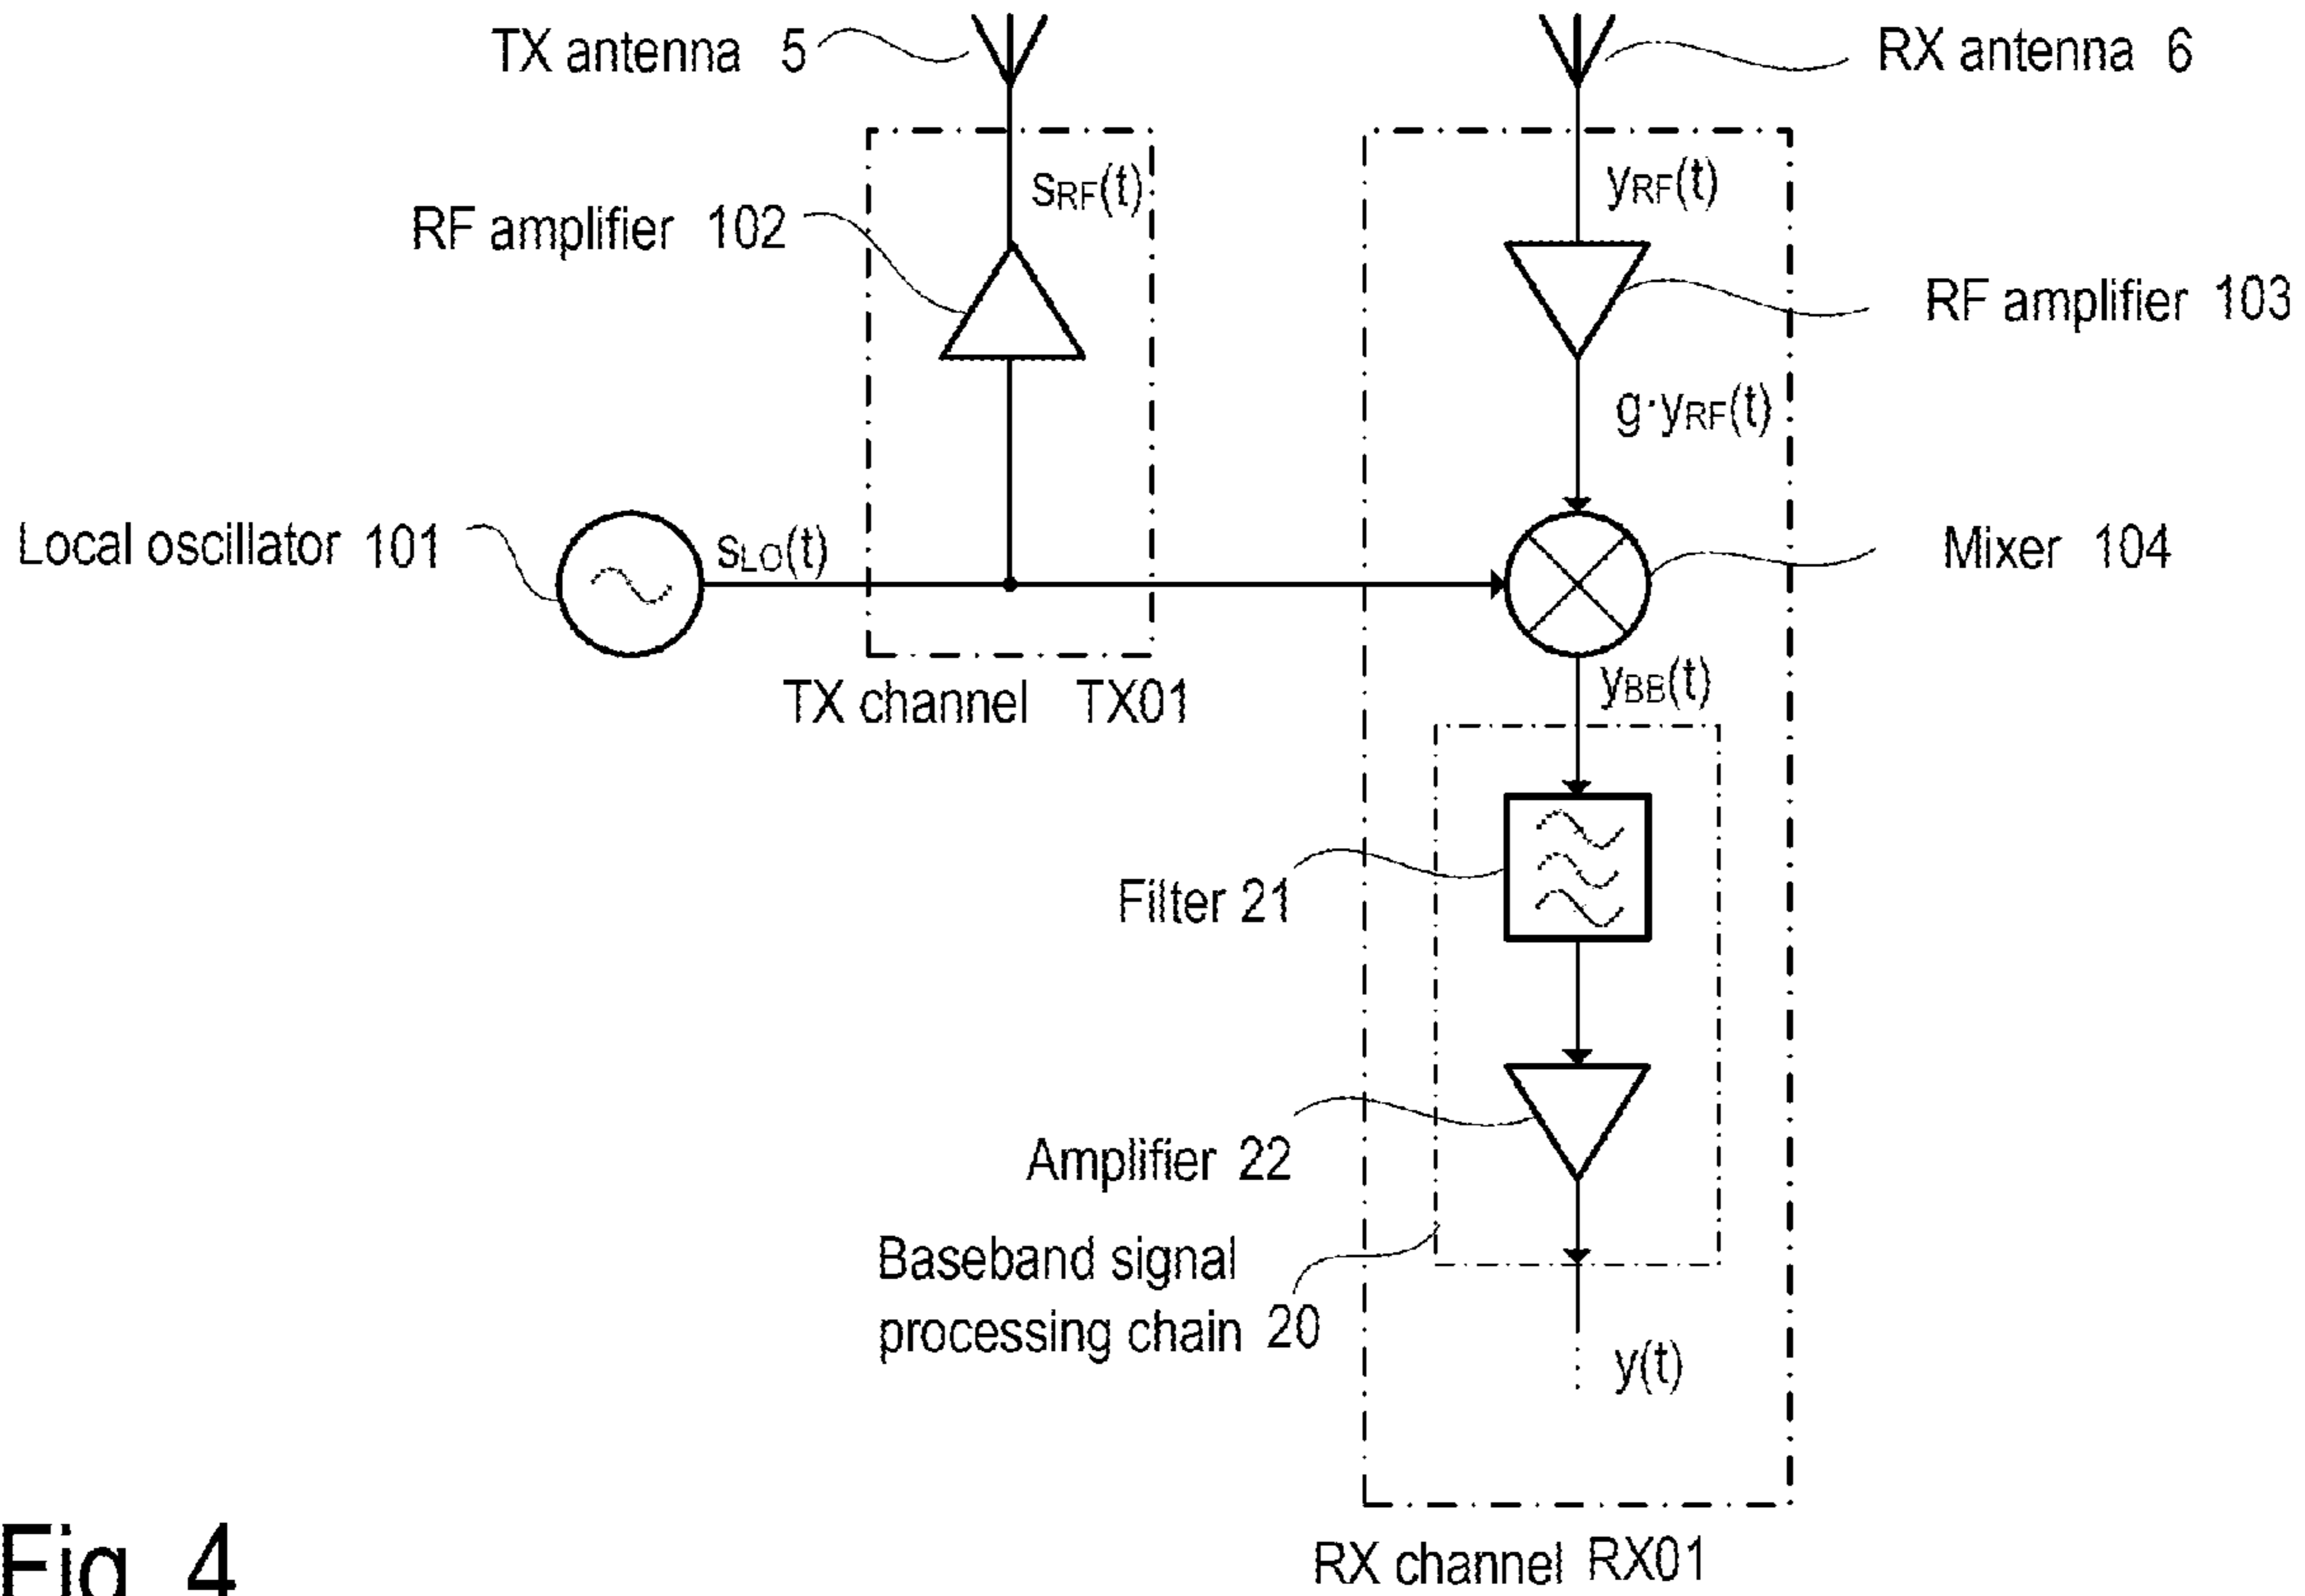 TX antenna 5
RX antenna 6
sRF(t)
yRF(t)
RF amplifier 102
RF amplifier 103
g·yRF(t)
Local oscillator 101
sLO(t)
Mixer 104
TX channel TX01
yBB(t)
Filter 21
Amplifier 22
Baseband signal
processing chain 20
y(t)
RX channel RX01
Fig 4